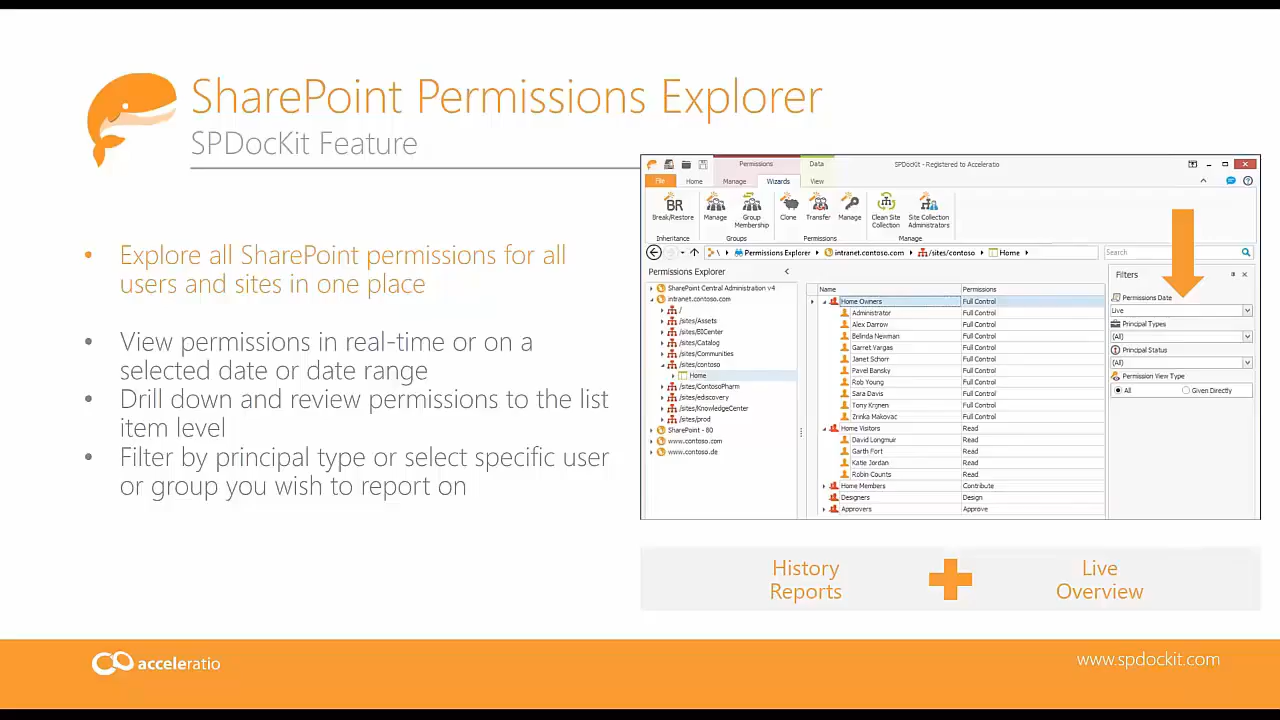 SharePoint Permissions Explorer
SPDocKit Feature
• Explore all SharePoint permissions for all
users and sites in one place
• View permissions in real-time or on a
selected date or date range
• Drill down and review permissions to the list
item level
• Filter by principal type or select specific user
or group you wish to report on
Permissions Data SPDocKit - Registered to Acceleratio
File Home Manage Wizards View
BR
Break/Restore Manage Group Membership Clone Transfer Manage Clean Site Collection Site Collection Administrators
Inheritance Groups Permissions Manage
Permissions Explorer intranet.contoso.com /sites/contoso Home Search
Permissions Explorer
SharePoint Central Administration v4
intranet.contoso.com
/
/sites/Assets
/sites/BICenter
/sites/Catalog
/sites/Communities
/sites/contoso
Home
/sites/ContosoPharm
/sites/ediscovery
/sites/KnowledgeCenter
/sites/prod
SharePoint - 80
www.contoso.com
www.contoso.de
Name Permissions
Home Owners Full Control
Administrator Full Control
Alex Darrow Full Control
Belinda Newman Full Control
Garret Vargas Full Control
Janet Schorr Full Control
Pavel Bansky Full Control
Rob Young Full Control
Sara Davis Full Control
Tony Krijnen Full Control
Zrinka Makovac Full Control
Home Visitors Read
David Longmuir Read
Garth Fort Read
Katie Jordan Read
Robin Counts Read
Home Members Contribute
Designers Design
Approvers Approve
Filters
Permissions Date
Live
Principal Types
(All)
Principal Status
(All)
Permission View Type
All Given Directly
History
Reports
Live
Overview
acceleratio
www.spdockit.com